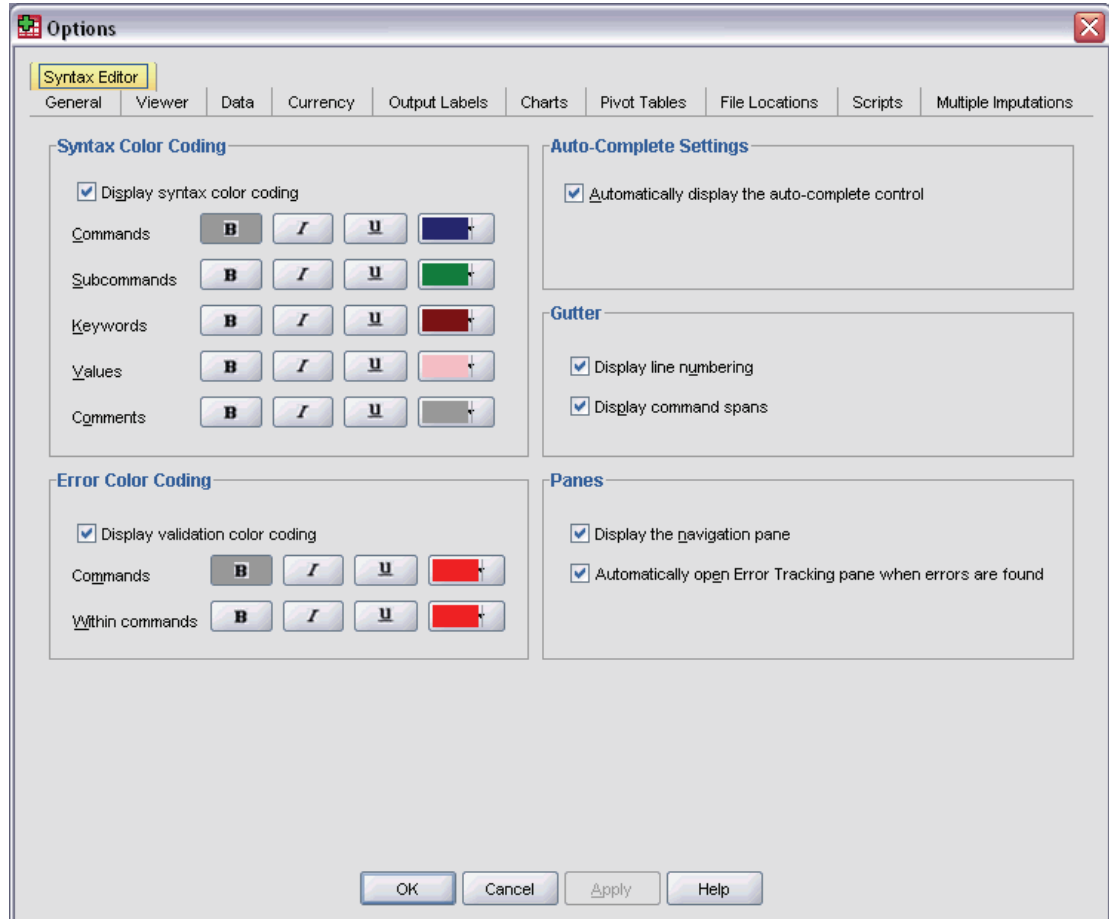 Options
Syntax Editor
General Viewer Data Currency Output Labels Charts Pivot Tables File Locations Scripts Multiple Imputations
Syntax Color Coding
Display syntax color coding
Commands B I U
Subcommands B I U
Keywords B I U
Values B I U
Comments B I U
Error Color Coding
Display validation color coding
Commands B I U
Within commands B I U
Auto-Complete Settings
Automatically display the auto-complete control
Gutter
Display line numbering
Display command spans
Panes
Display the navigation pane
Automatically open Error Tracking pane when errors are found
OK Cancel Apply Help